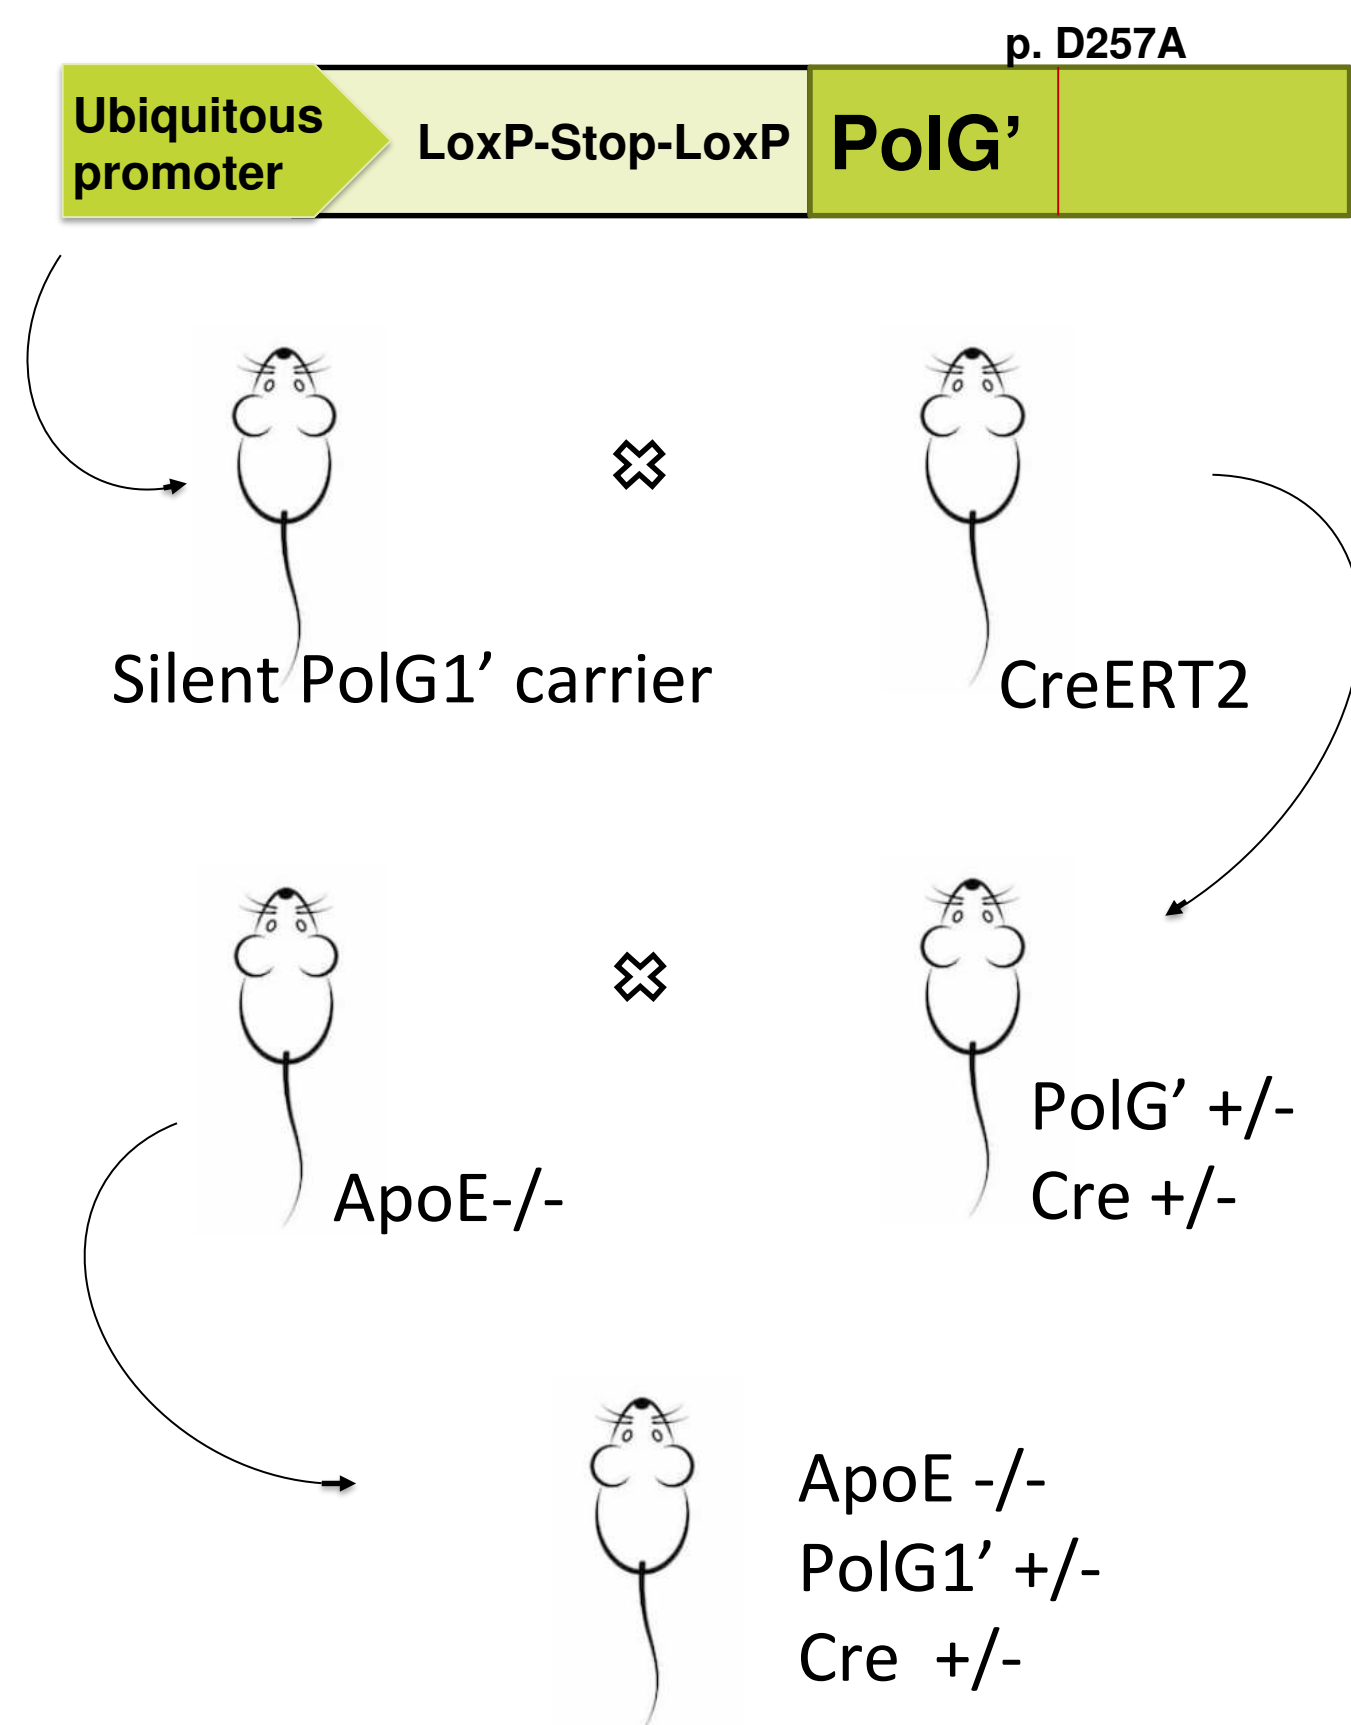 p. D257A
Ubiquitous
promoter
LoxP-Stop-LoxP
PolG’
Silent PolG1’ carrier
CreERT2
PolG’ +/-
Cre +/-
ApoE-/-
ApoE -/-
PolG1’ +/-
Cre +/-